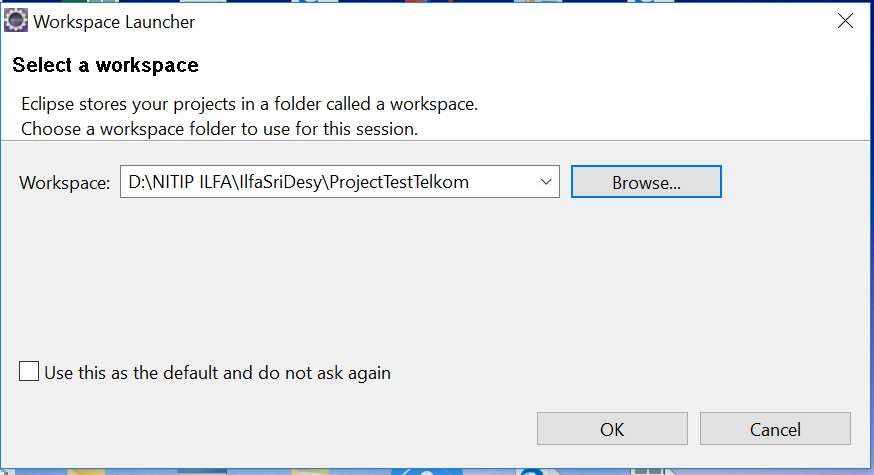 Workspace Launcher
Select a workspace
Eclipse stores your projects in a folder called a workspace.
Choose a workspace folder to use for this session.
Workspace: D:\NITIP ILFA\IlfaSriDesy\ProjectTestTelkom Browse...
Use this as the default and do not ask again
OK Cancel